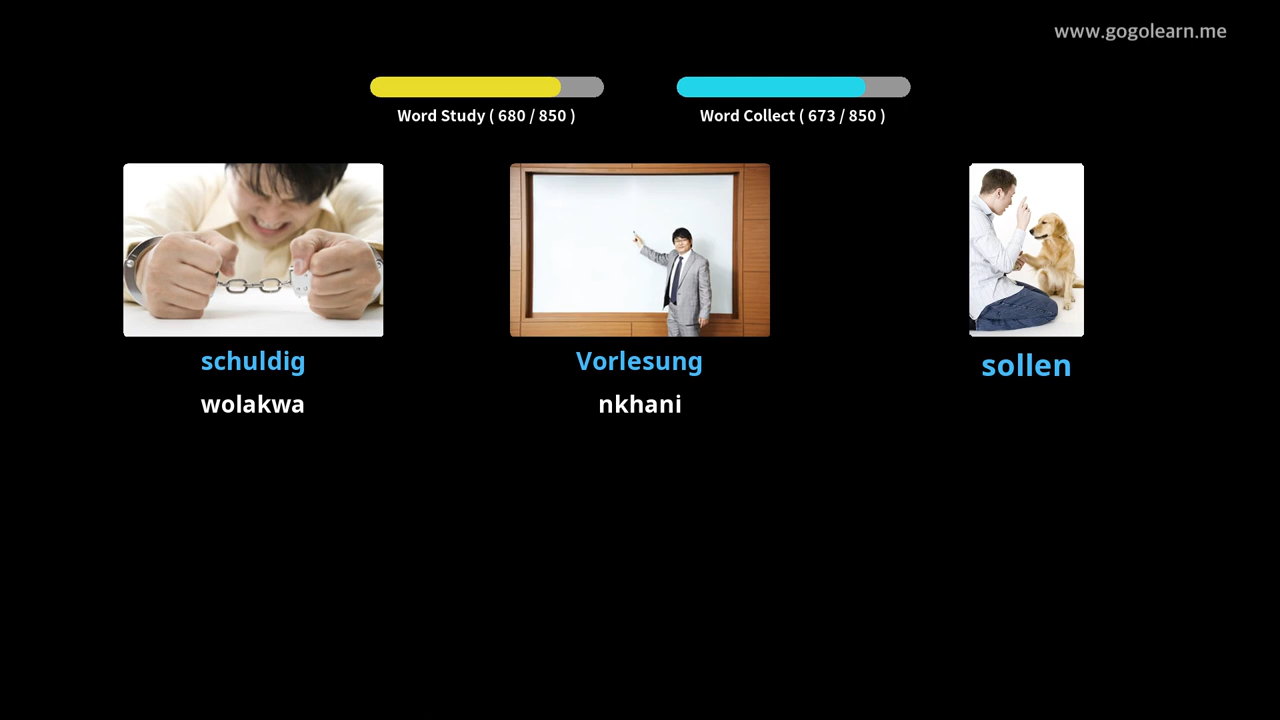 www.gogolearn.me
Word Study ( 680 / 850 )
Word Collect ( 673 / 850 )
schuldig
Vorlesung
sollen
wolakwa
nkhani